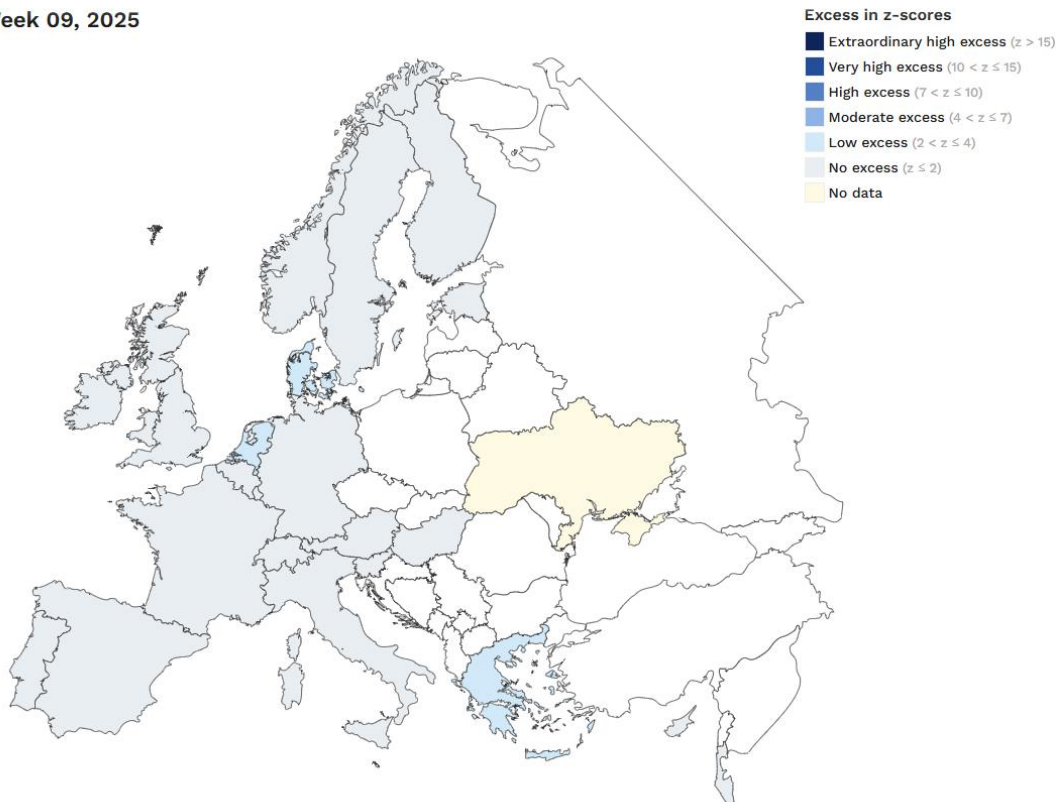 eek 09, 2025
Excess in z-scores
Extraordinary high excess (z > 15)
Very high excess (10 < z ≤ 15)
High excess (7 < z ≤ 10)
Moderate excess (4 < z ≤ 7)
Low excess (2 < z ≤ 4)
No excess (z ≤ 2)
No data